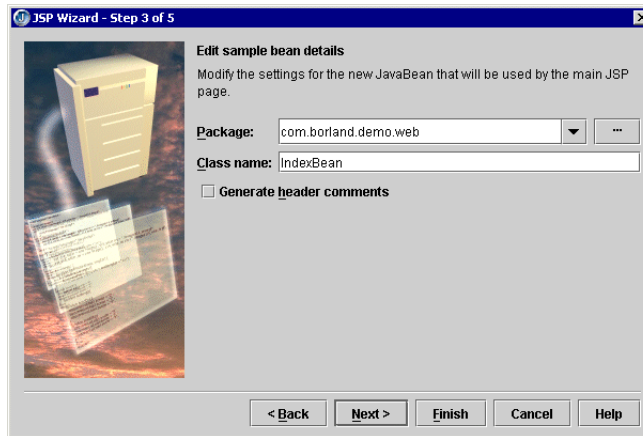 JSP Wizard - Step 3 of 5
Edit sample bean details
Modify the settings for the new JavaBean that will be used by the main JSP
page.
Package: com.borland.demo.web ...
Class name: IndexBean
Generate header comments
< Back Next > Finish Cancel Help